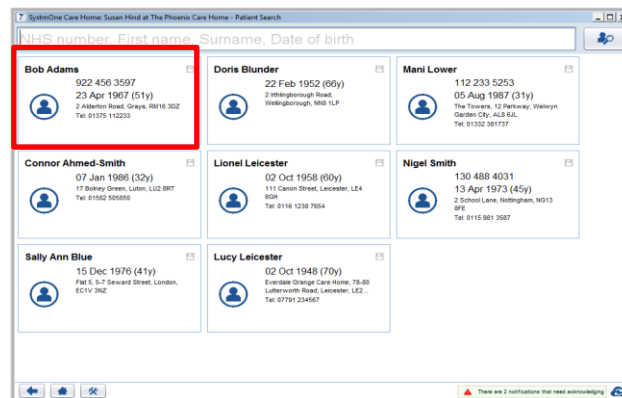 SystmOne Care Home: Susan Hind at The Phoenix Care Home - Patient Search
NHS number, First name, Surname, Date of birth
Bob Adams
922 456 3597
23 Apr 1967 (51y)
2 Alderton Road, Grays, RM16 3DZ
Tel: 01375 112233
Doris Blunder
22 Feb 1952 (66y)
2 Irthlingborough Road,
Wellingborough, NN8 1LP
Mani Lower
112 233 5253
05 Aug 1987 (31y)
The Towers, 12 Parkway, Welwyn
Garden City, AL8 6JL
Tel: 01332 381737
Connor Ahmed-Smith
07 Jan 1986 (32y)
17 Bolney Green, Luton, LU2 8RT
Tel: 01582 505850
Lionel Leicester
02 Oct 1958 (60y)
111 Canon Street, Leicester, LE4
6GH
Tel: 0116 1238 7654
Nigel Smith
130 488 4031
13 Apr 1973 (45y)
2 School Lane, Nottingham, NG13
8FE
Tel: 0115 981 3587
Sally Ann Blue
15 Dec 1976 (41y)
Flat 5, 5-7 Seward Street, London,
EC1V 3NZ
Lucy Leicester
02 Oct 1948 (70y)
Everdale Grange Care Home, 78-80
Lutterworth Road, Leicester, LE2...
Tel: 07791 234567
There are 2 notifications that need acknowledging